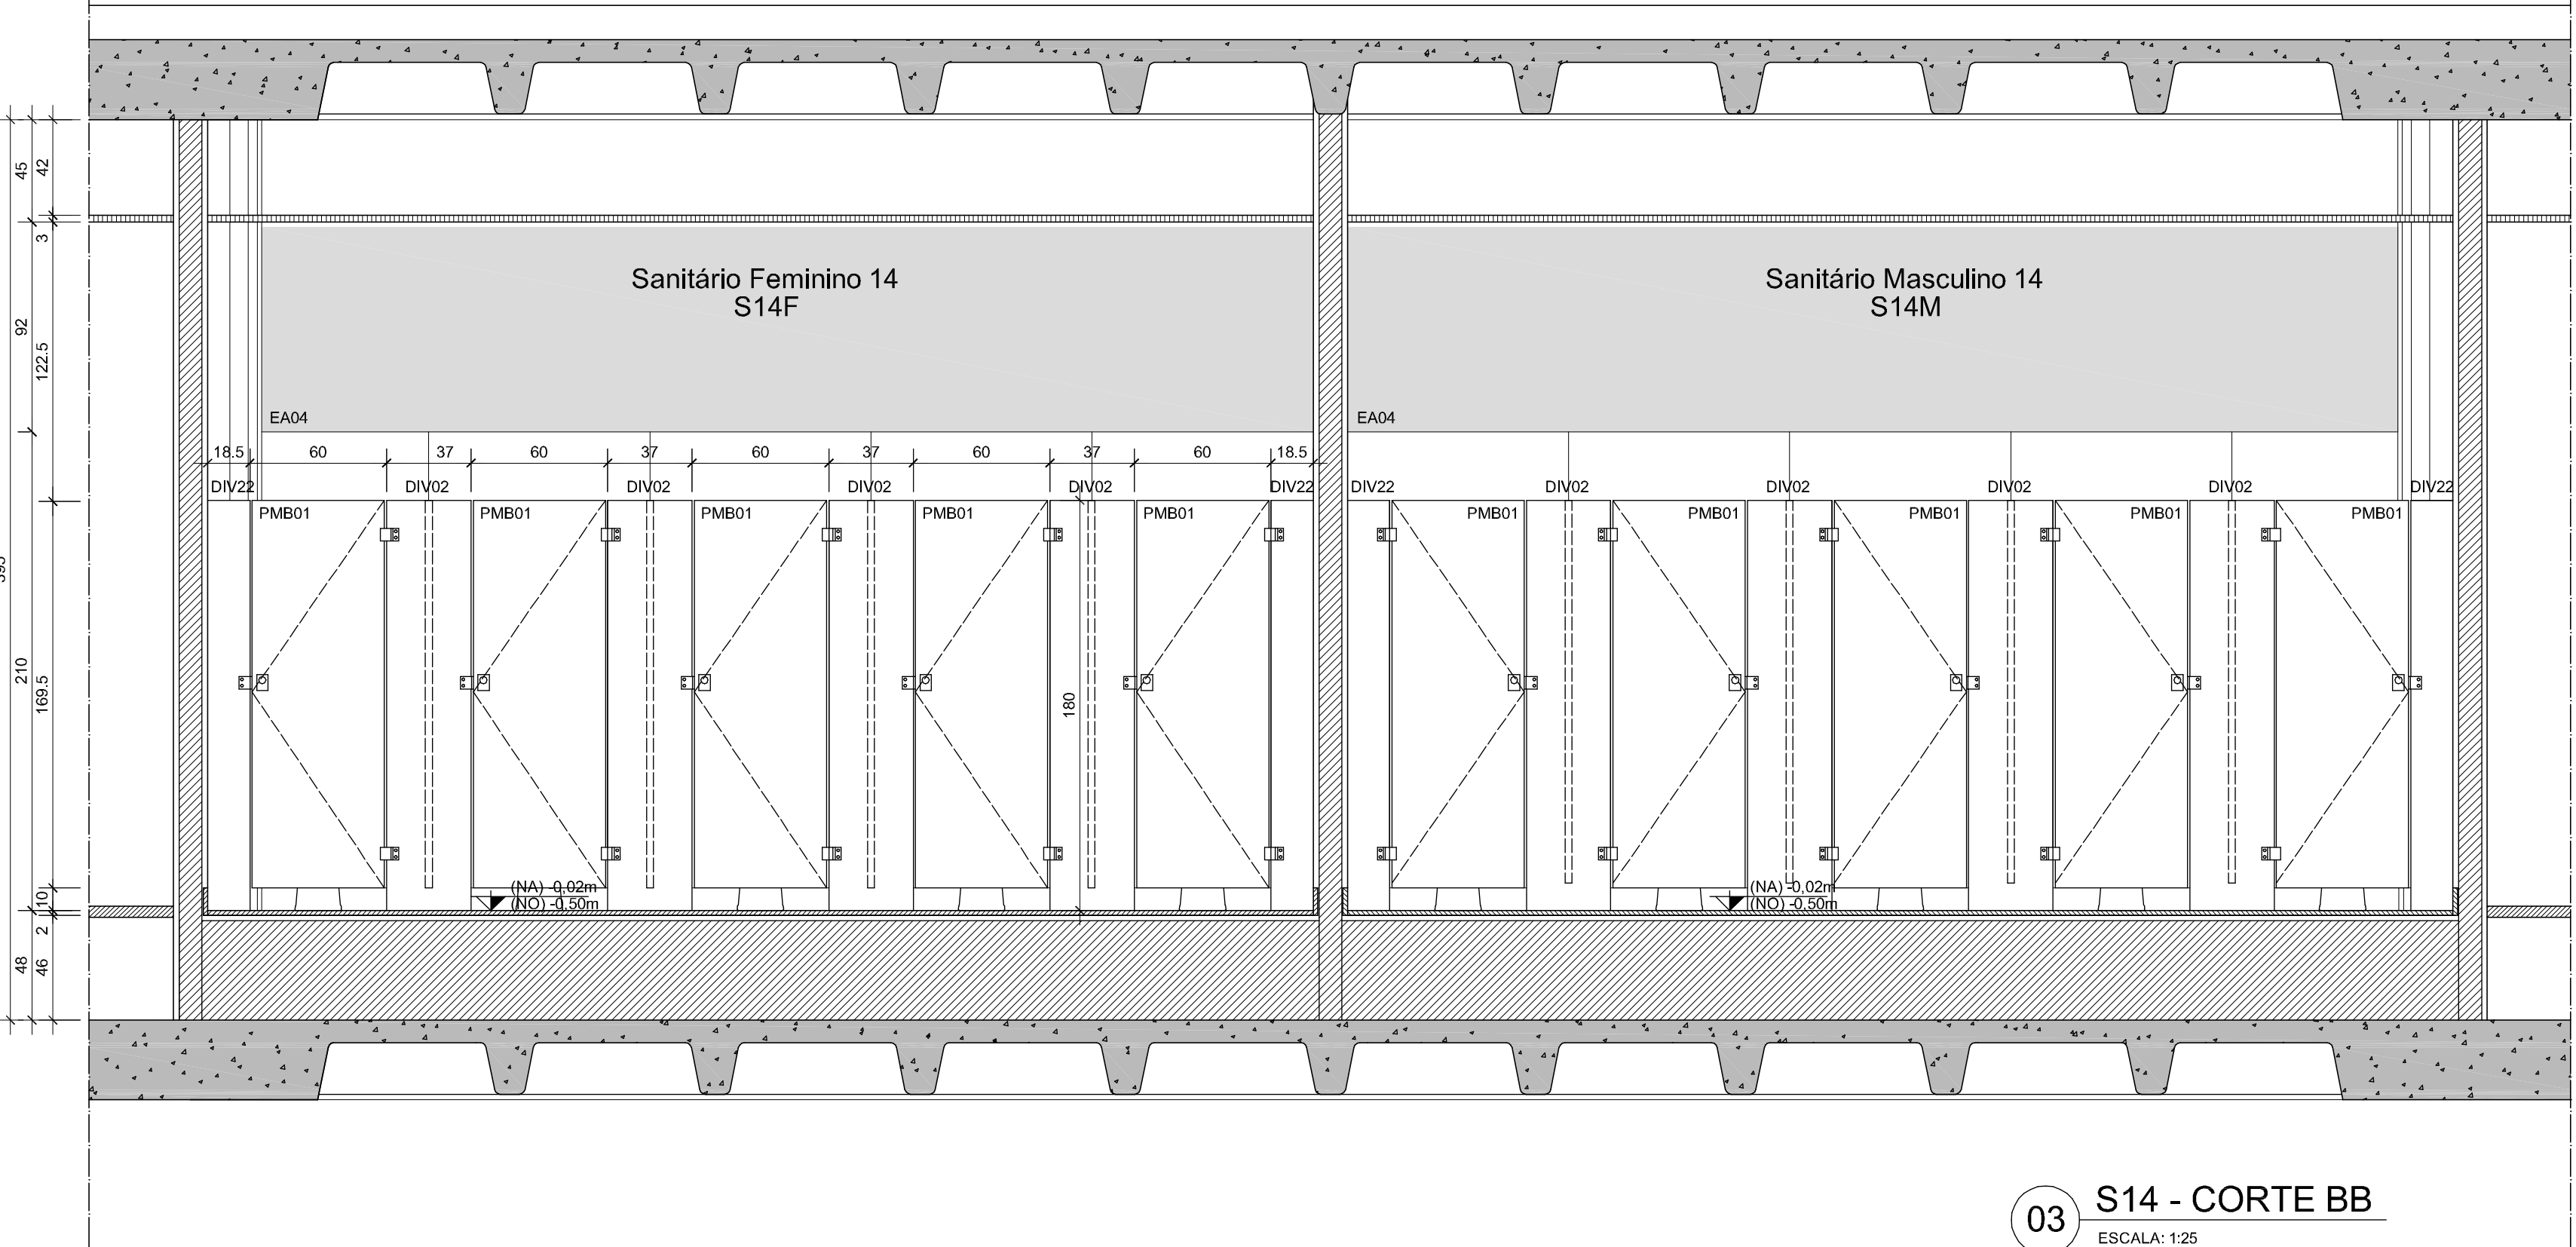 45
42
3
92
122.5
210
169.5
10
2
48
46
Sanitário Feminino 14
S14F
Sanitário Masculino 14
S14M
EA04
EA04
18.5 60 37 60 37 60 37 60 37 60 18.5
DIV22 DIV02 DIV02 DIV02 DIV02 DIV22 DIV22 DIV02 DIV02 DIV02 DIV02 DIV22
PMB01 PMB01 PMB01 PMB01 PMB01 PMB01 PMB01 PMB01 PMB01 PMB01
180
(NA) -0,02m
(NO) -0,50m
(NA) -0,02m
(NO) -0,50m
03
S14 - CORTE BB
ESCALA: 1:25